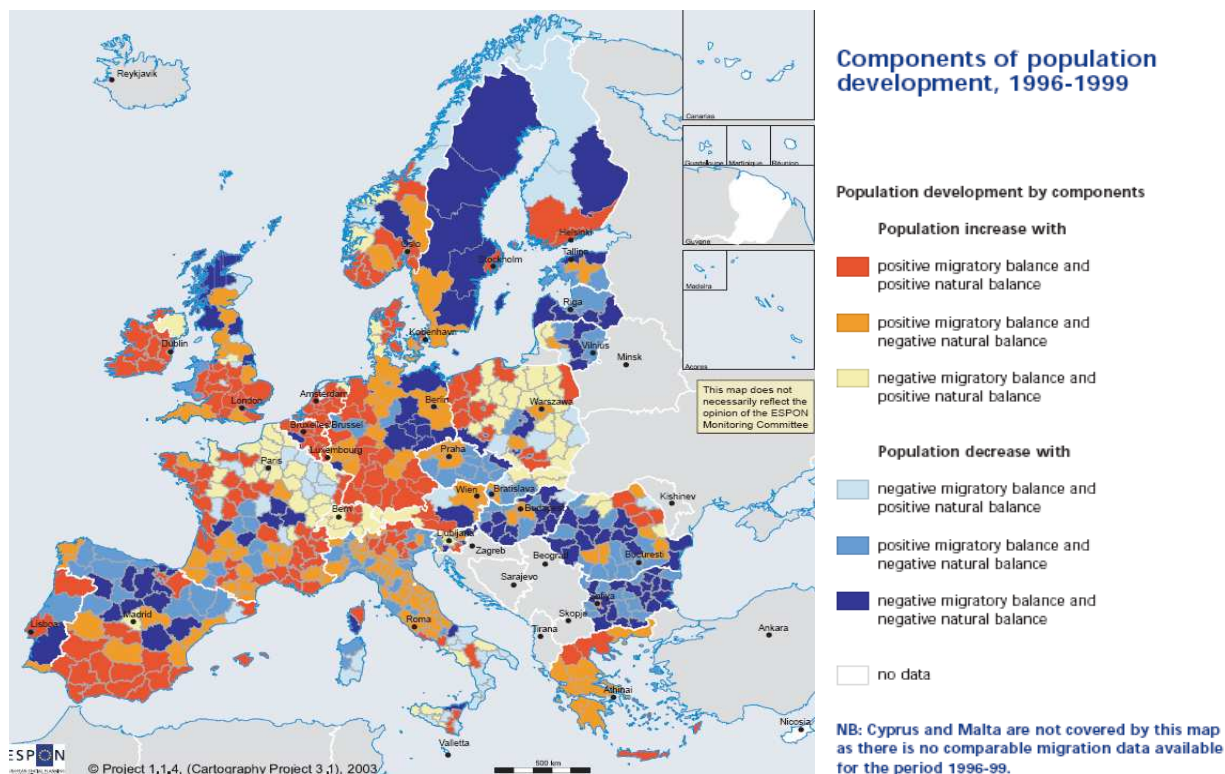 Reykjavik
Canarias
Guadeloupe
Martinique
Réunion
Guyane
Madeira
Acores
Oslo
Helsinki
Stockholm
Tallinn
Riga
Kobenhavn
Vilnius
Minsk
Dublin
London
Amsterdam
Berlin
Warszawa
Bruxelles/Brussel
Luxembourg
Paris
Praha
Wien
Bratislava
Budapest
Kishinev
Bern
Ljubljana
Zagreb
Beograd
Bucuresti
Sarajevo
Sofiya
Skopje
Tirana
Ankara
Madrid
Lisboa
Roma
Athinai
Valletta
Nicosia
This map does not
necessarily reflect the
opinion of the ESPON
Monitoring Committee
© Project 1.1.4, (Cartography Project 3.1), 2003
500 km
Components of population
development, 1996-1999
Population development by components
Population increase with
positive migratory balance and
positive natural balance
positive migratory balance and
negative natural balance
negative migratory balance and
positive natural balance
Population decrease with
negative migratory balance and
positive natural balance
positive migratory balance and
negative natural balance
negative migratory balance and
negative natural balance
no data
NB: Cyprus and Malta are not covered by this map
as there is no comparable migration data available
for the period 1996-99.